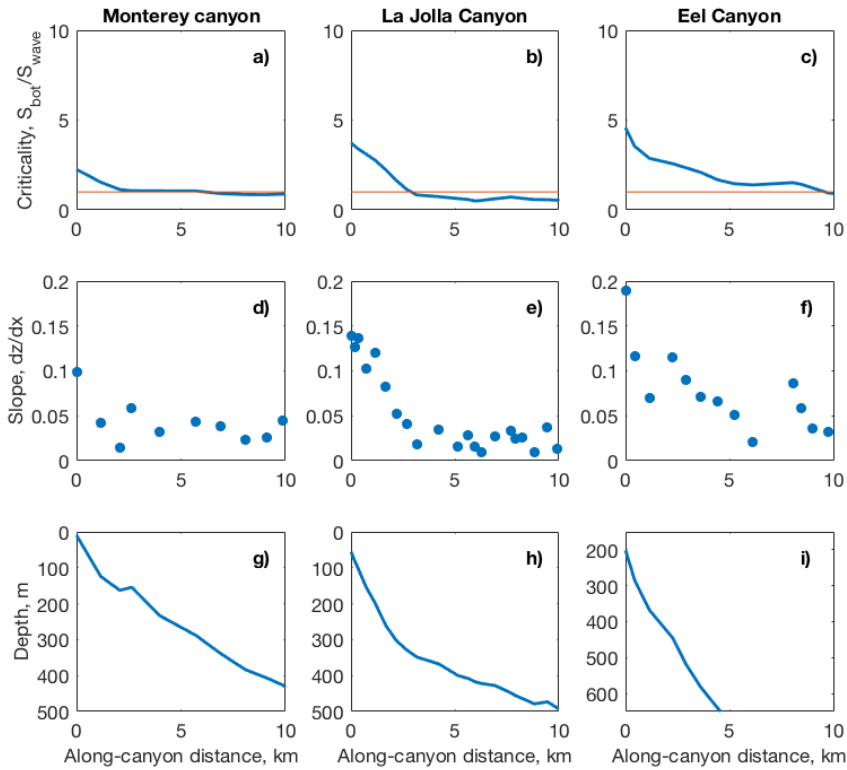 Monterey canyon
La Jolla Canyon
Eel Canyon
Criticality, S_bot/S_wave
10
5
0
a)
0 5 10
10
5
0
b)
0 5 10
10
5
0
c)
0 5 10
Slope, dz/dx
0.2
0.15
0.1
0.05
0
d)
0 5 10
0.2
0.15
0.1
0.05
0
e)
0 5 10
0.2
0.15
0.1
0.05
0
f)
0 5 10
Depth, m
0
100
200
300
400
500
g)
0 5 10
Along-canyon distance, km
0
100
200
300
400
500
h)
0 5 10
Along-canyon distance, km
200
300
400
500
600
i)
0 5 10
Along-canyon distance, km